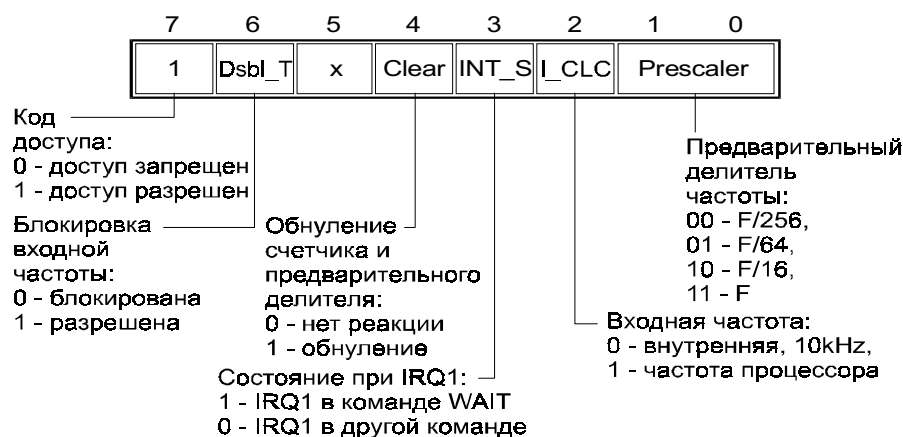 7 6 5 4 3 2 1 0
1 Dsbl_T x Clear INT_S I_CLC Prescaler
Код
доступа:
0 - доступ запрещен
1 - доступ разрешен
Блокировка
входной
частоты:
0 - блокирована
1 - разрешена
Обнуление
счетчика и
предварительного
делителя:
0 - нет реакции
1 - обнуление
Состояние при IRQ1:
1 - IRQ1 в команде WAIT
0 - IRQ1 в другой команде
Предварительный
делитель
частоты:
00 - F/256,
01 - F/64,
10 - F/16,
11 - F
Входная частота:
0 - внутренняя, 10kHz,
1 - частота процессора